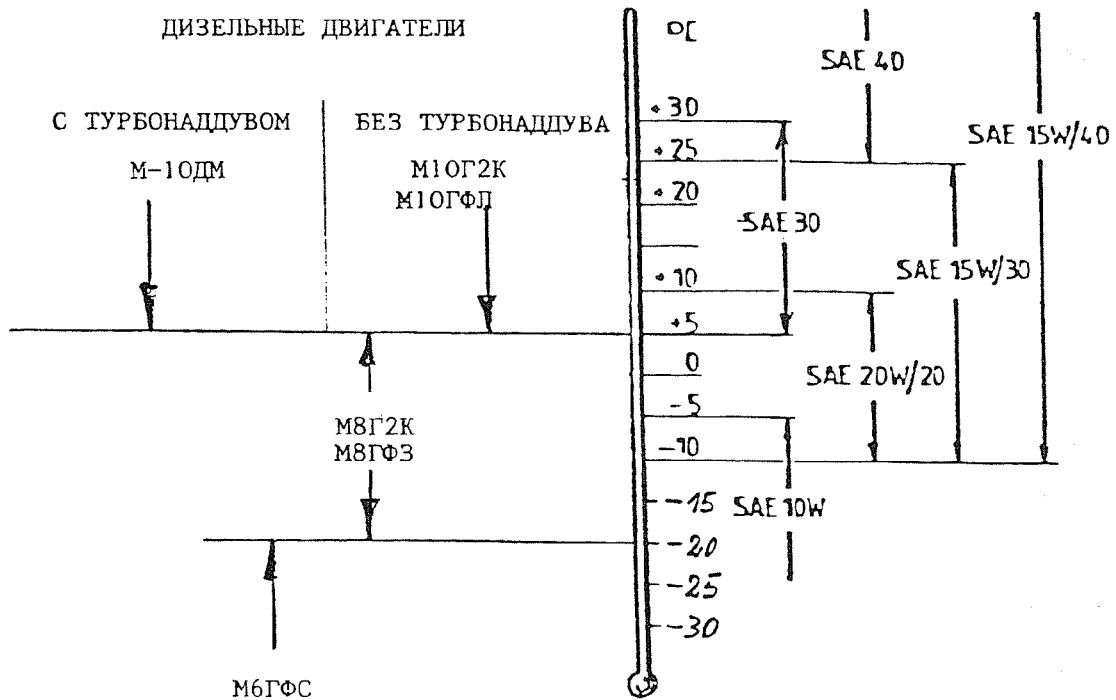 ДИЗЕЛЬНЫЕ ДВИГАТЕЛИ
С ТУРБОНАДДУВОМ
БЕЗ ТУРБОНАДДУВА
М-10ДМ
М10Г2К
М10ГФЛ
М8Г2К
М8ГФЗ
М6ГФС
°C
+30
+25
+20
+10
+5
0
-5
-10
-15
-20
-25
-30
SAE 40
SAE 15W/40
SAE 30
SAE 15W/30
SAE 20W/20
SAE 10W